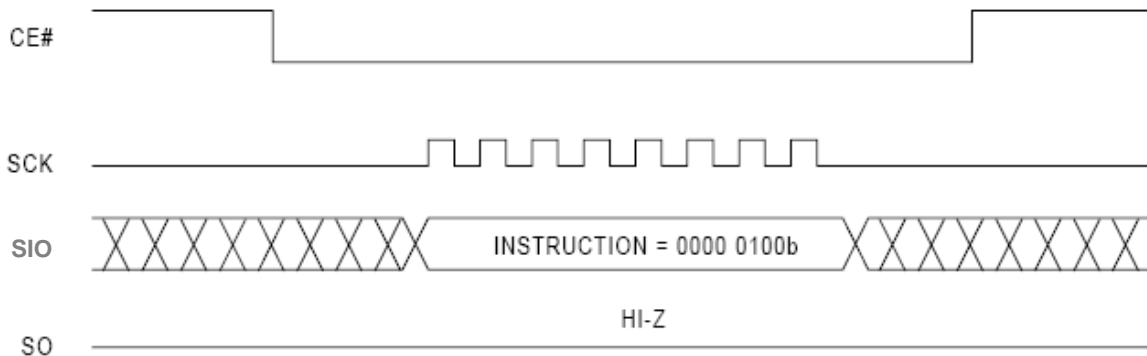 CE#
SCK
SIO
INSTRUCTION = 0000 0100b
HI-Z
SO